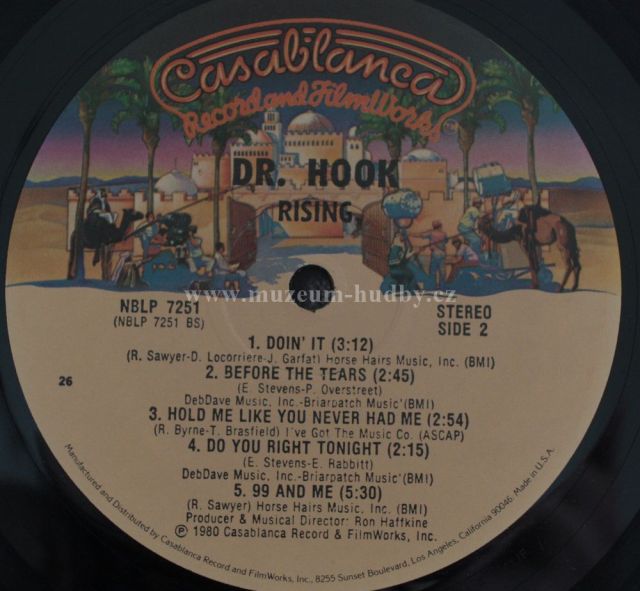 Casablanca
Record and FilmWorks
DR. HOOK
RISING
www.muzeum-hudby.cz
NBLP 7251
(NBLP 7251 BS)
STEREO
SIDE 2
1. DOIN' IT (3:12)
(R. Sawyer-D. Locorriere-J. Garfat) Horse Hairs Music, Inc. (BMI)
2. BEFORE THE TEARS (2:45)
(E. Stevens-P. Overstreet)
DebDave Music, Inc.-Briarpatch Music (BMI)
26
3. HOLD ME LIKE YOU NEVER HAD ME (2:54)
(R. Byrne-T. Brasfield) I've Got The Music Co. (ASCAP)
4. DO YOU RIGHT TONIGHT (2:15)
(E. Stevens-E. Rabbitt)
DebDave Music, Inc.-Briarpatch Music (BMI)
5. 99 AND ME (5:30)
(R. Sawyer) Horse Hairs Music, Inc. (BMI)
Producer & Musical Director: Ron Haffkine
℗ 1980 Casablanca Record & FilmWorks, Inc.
Manufactured and Distributed by Casablanca Record and FilmWorks, Inc., 8255 Sunset Boulevard, Los Angeles, California 90046. Made in U.S.A.